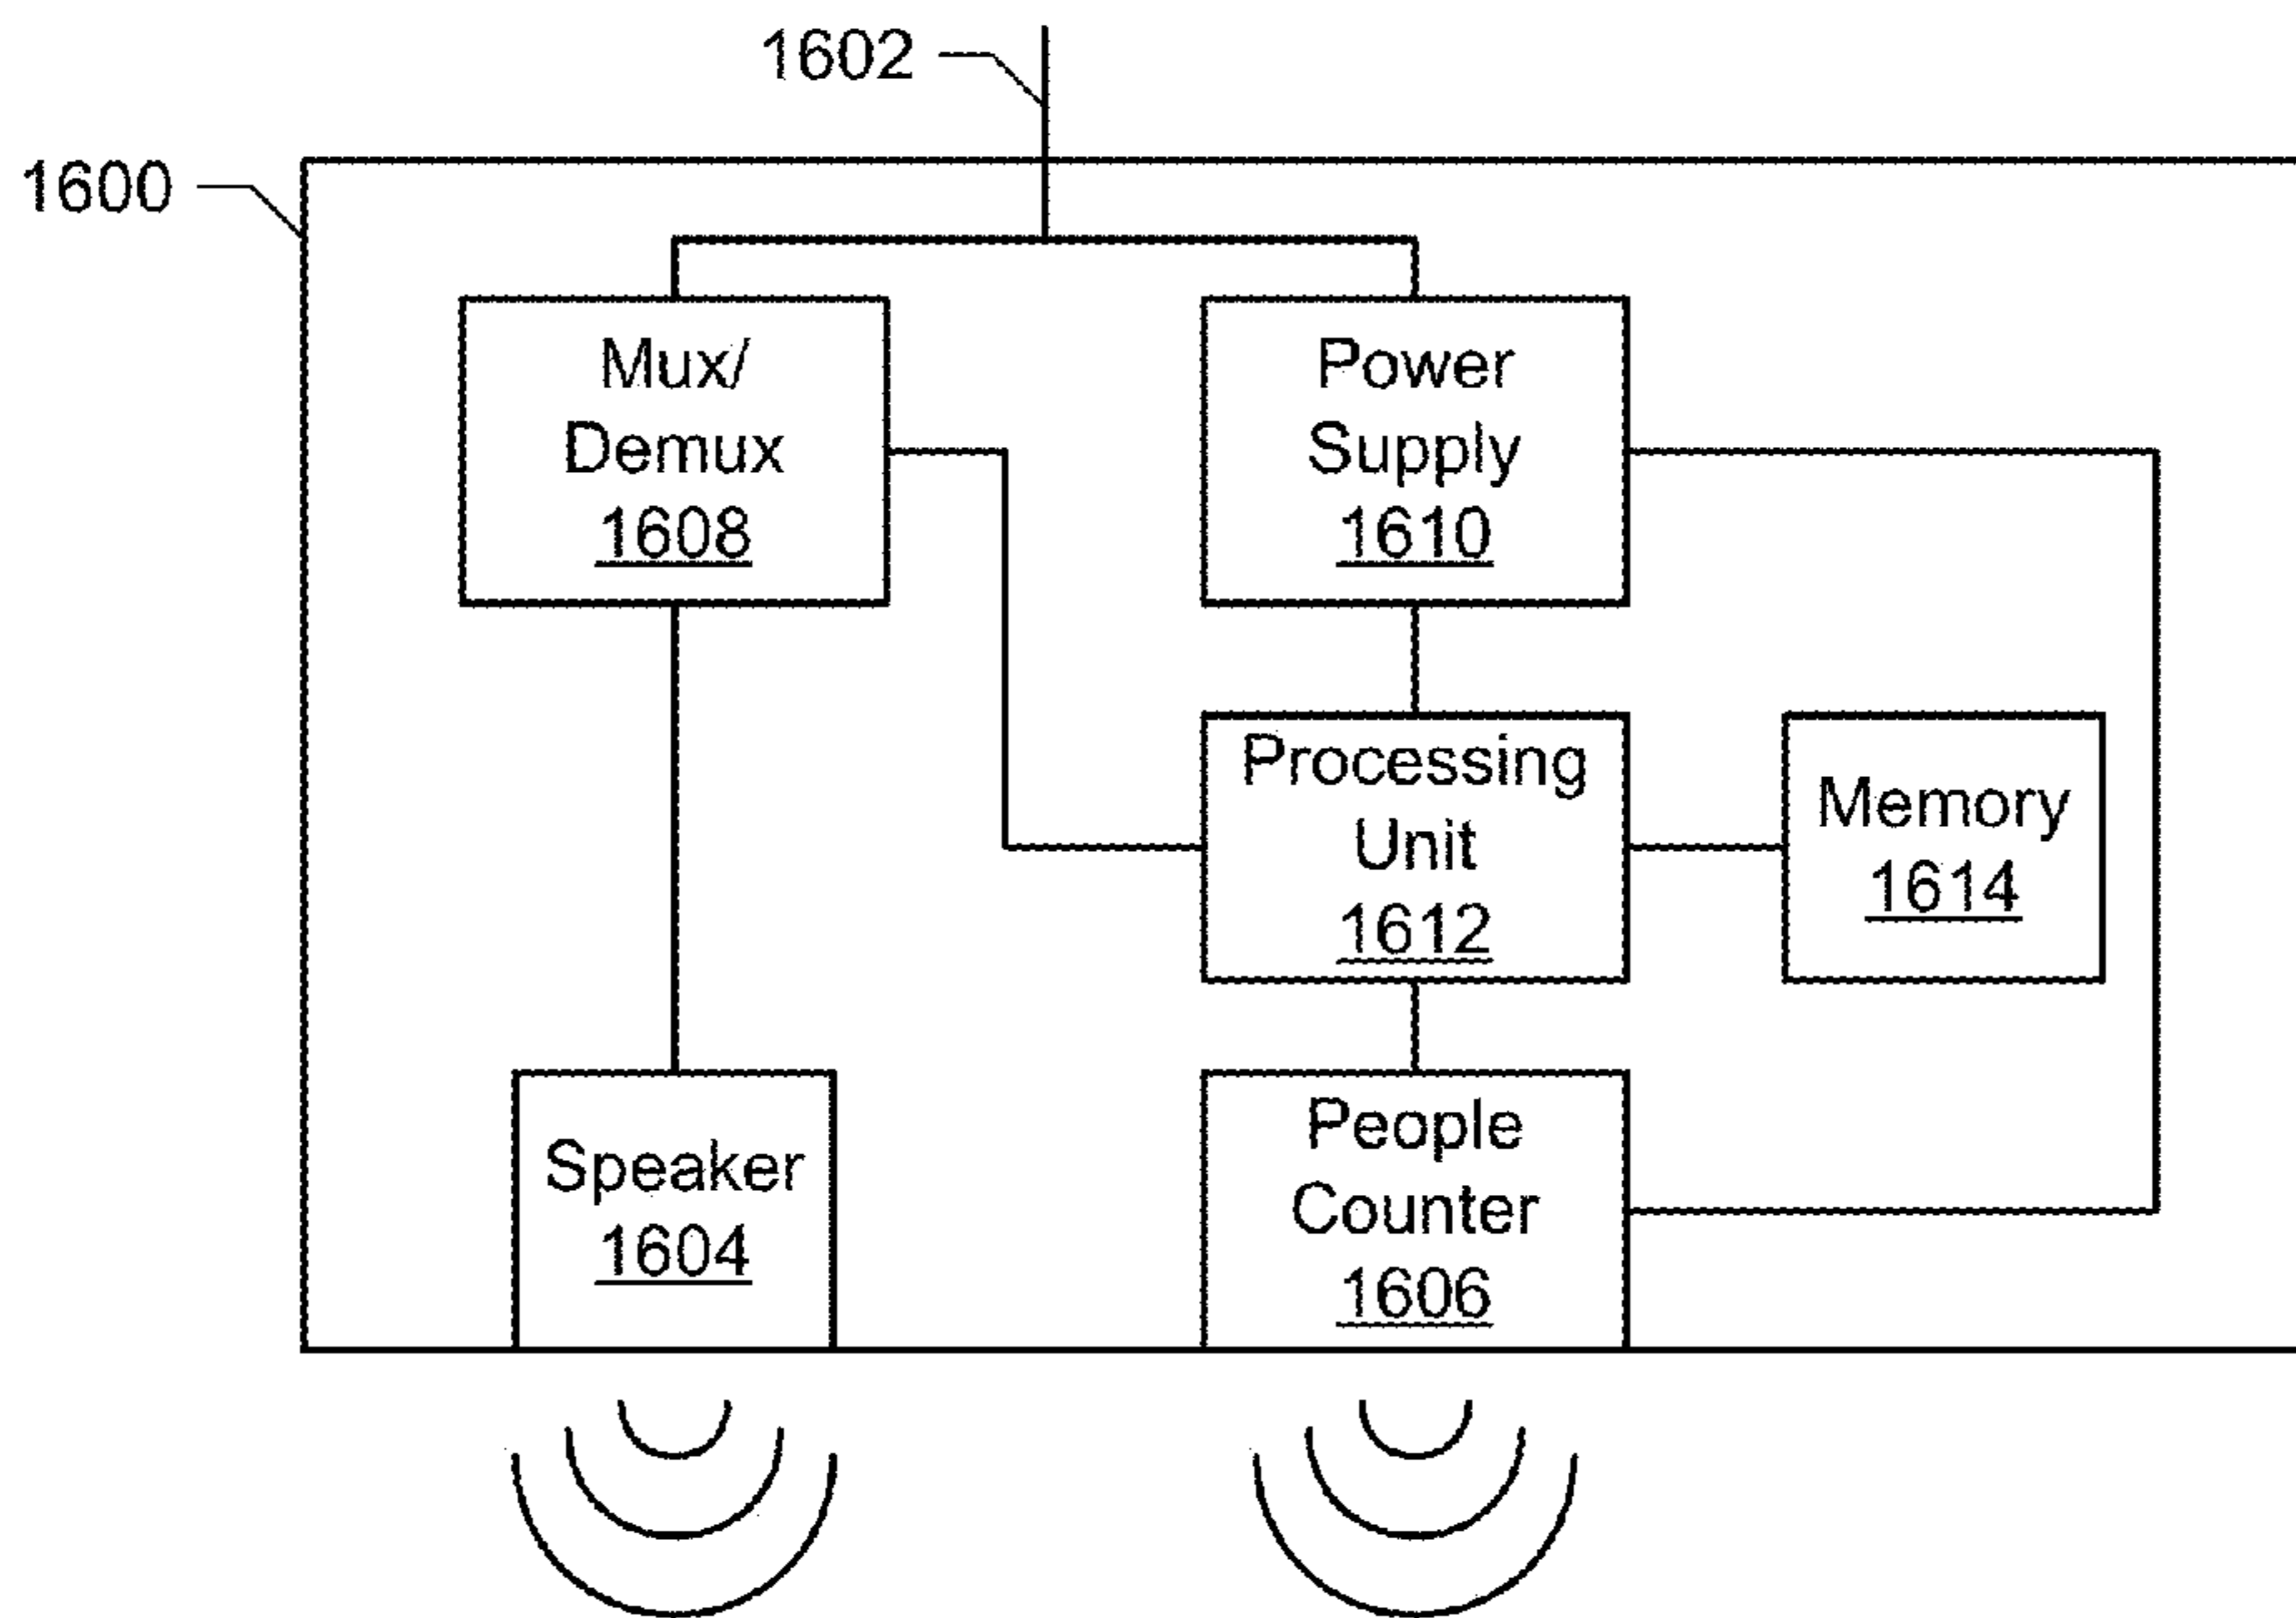 1602
1600
Mux/
Demux
1608
Power
Supply
1610
Processing
Unit
1612
Memory
1614
Speaker
1604
People
Counter
1606